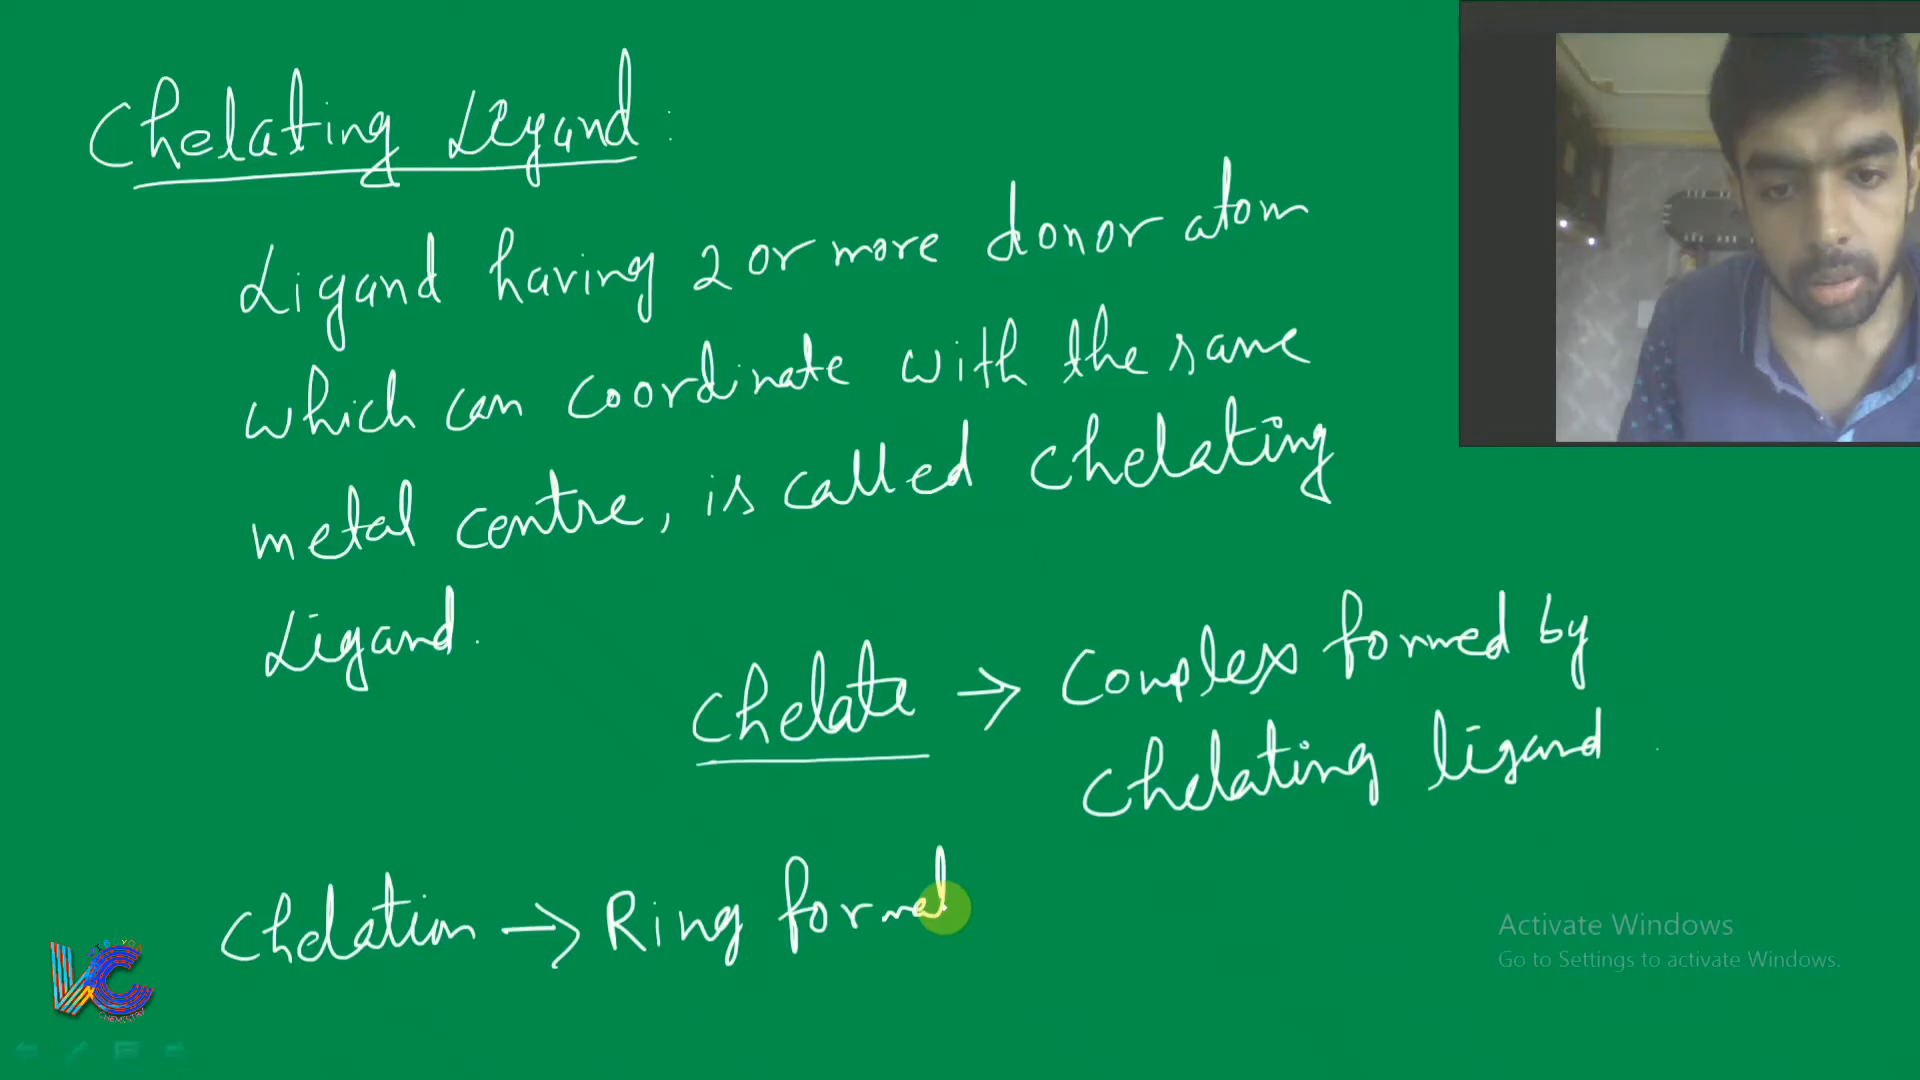 Chelating Ligand:
Ligand having 2 or more donor atom
which can coordinate with the same
metal centre, is called chelating
Ligand.
Chelate → Complex formed by
chelating ligand.
Chelation → Ring formed
Activate Windows
Go to Settings to activate Windows.
VC
CHEMISTRY